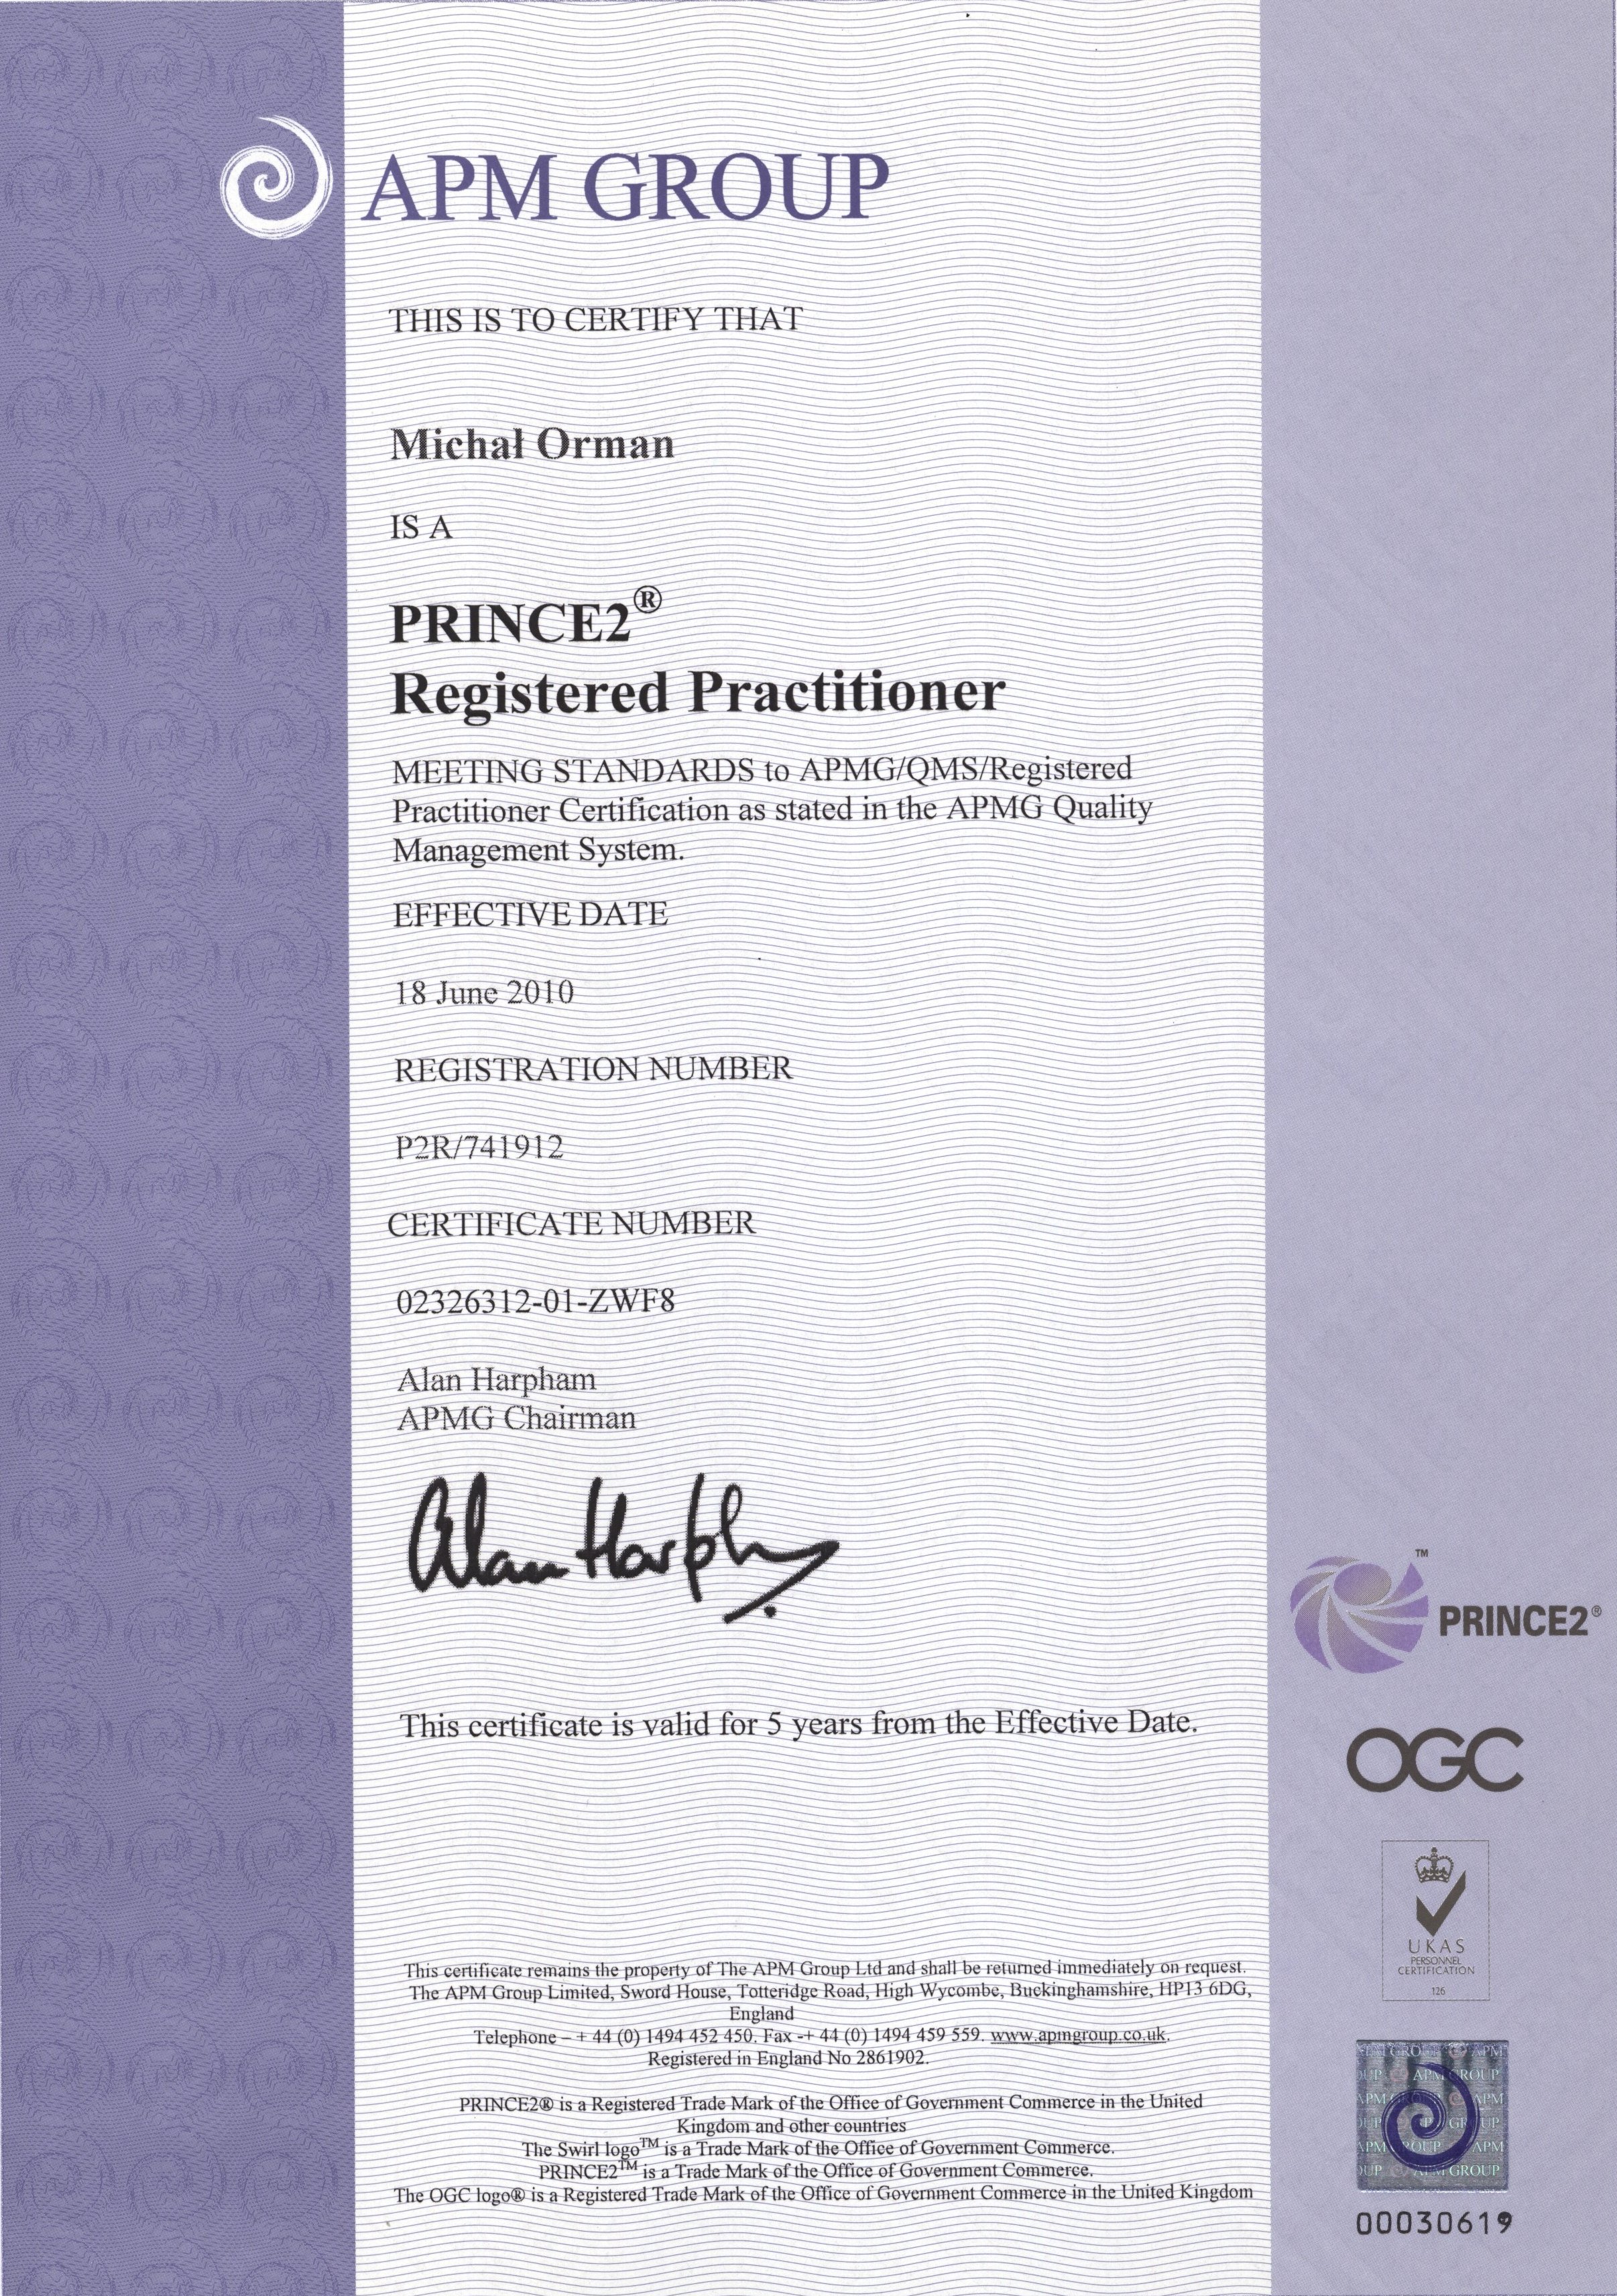 APM GROUP
THIS IS TO CERTIFY THAT
Michał Orman
IS A
PRINCE2®
Registered Practitioner
MEETING STANDARDS to APMG/QMS/Registered
Practitioner Certification as stated in the APMG Quality
Management System.
EFFECTIVE DATE
18 June 2010
REGISTRATION NUMBER
P2R/741912
CERTIFICATE NUMBER
02326312-01-ZWF8
Alan Harpham
APMG Chairman
Alan Harpham
This certificate is valid for 5 years from the Effective Date.
This certificate remains the property of The APM Group Ltd and shall be returned immediately on request.
The APM Group Limited, Sword House, Totteridge Road, High Wycombe, Buckinghamshire, HP13 6DG,
England
Telephone – + 44 (0) 1494 452 450. Fax -+ 44 (0) 1494 459 559. www.apmgroup.co.uk.
Registered in England No 2861902.
PRINCE2® is a Registered Trade Mark of the Office of Government Commerce in the United
Kingdom and other countries
The Swirl logo™ is a Trade Mark of the Office of Government Commerce.
PRINCE2™ is a Trade Mark of the Office of Government Commerce.
The OGC logo® is a Registered Trade Mark of the Office of Government Commerce in the United Kingdom
TM
PRINCE2®
OGC
UKAS
PERSONNEL
CERTIFICATION
126
APM GROUP
00030619